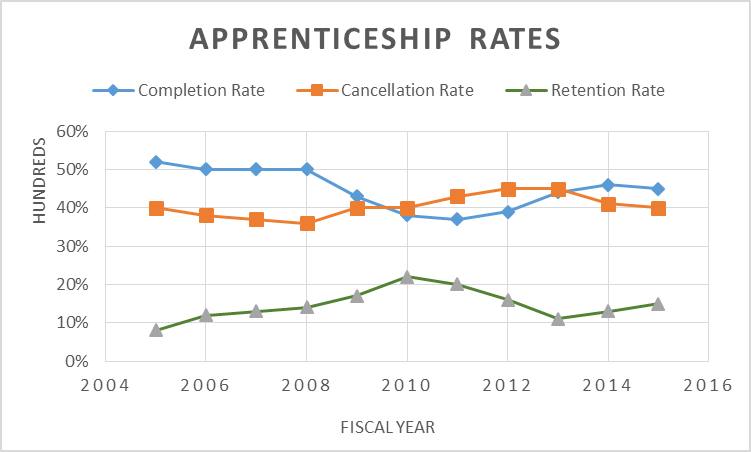 APPRENTICESHIP RATES
Completion Rate Cancellation Rate Retention Rate
60%
50%
40%
30%
20%
10%
0%
HUNDREDS
2004 2006 2008 2010 2012 2014 2016
FISCAL YEAR